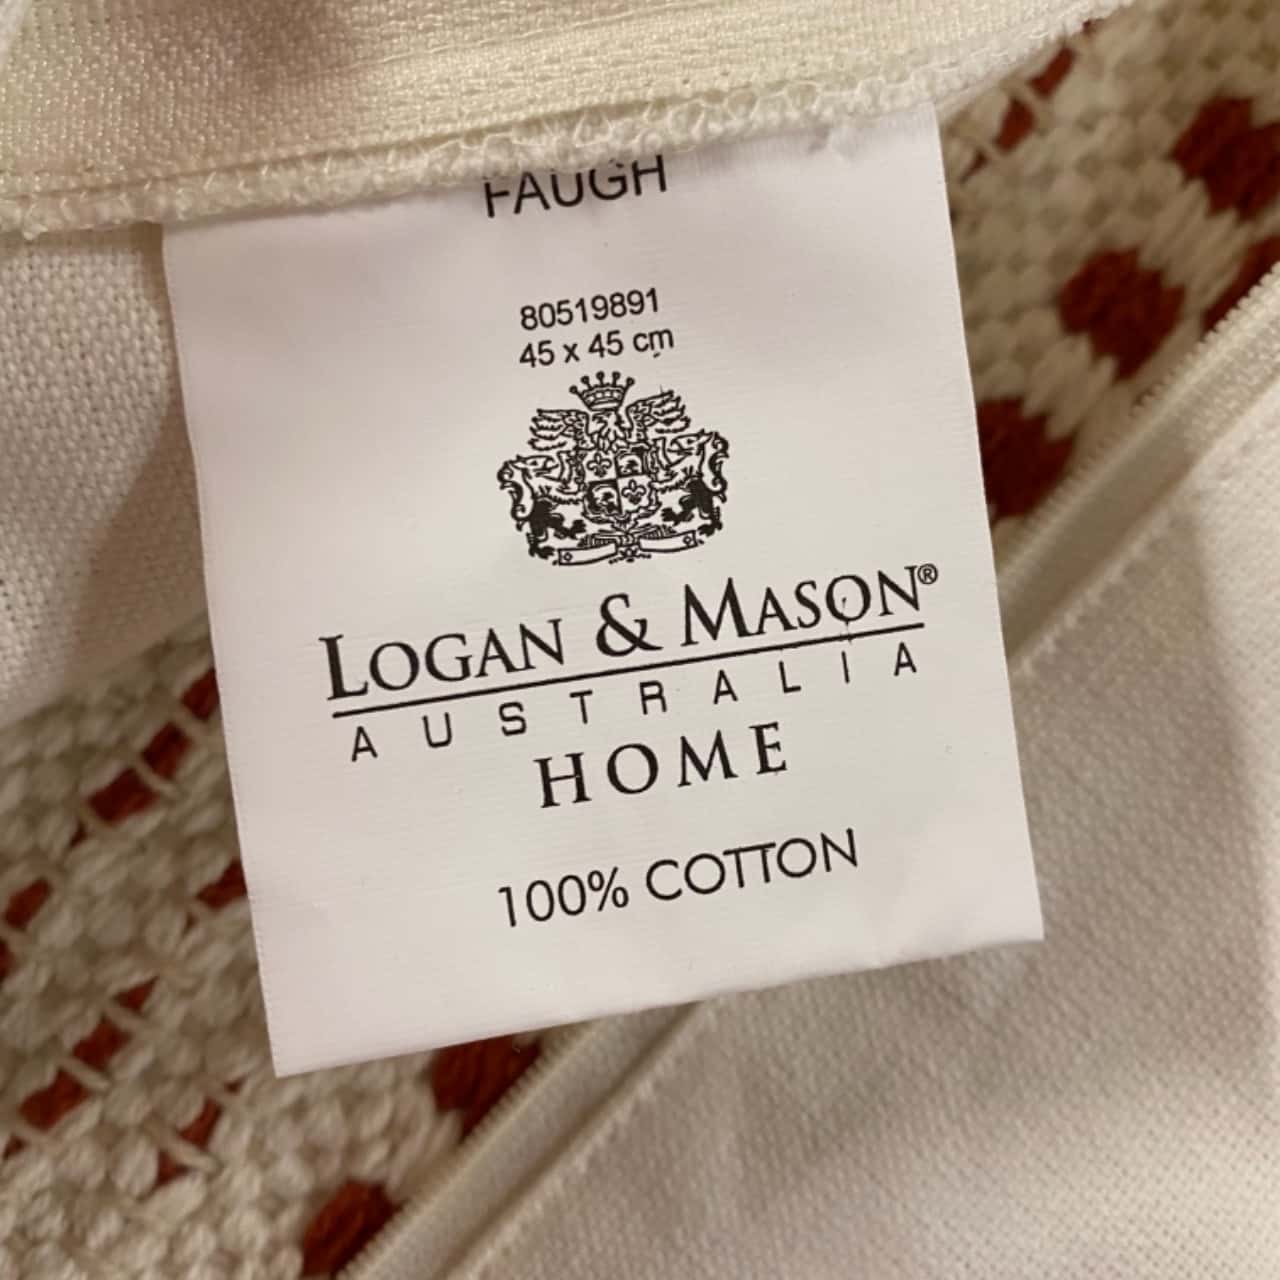 FAUGH
80519891
45 x 45 cm
LOGAN & MASON®
AUSTRALIA
HOME
100% COTTON